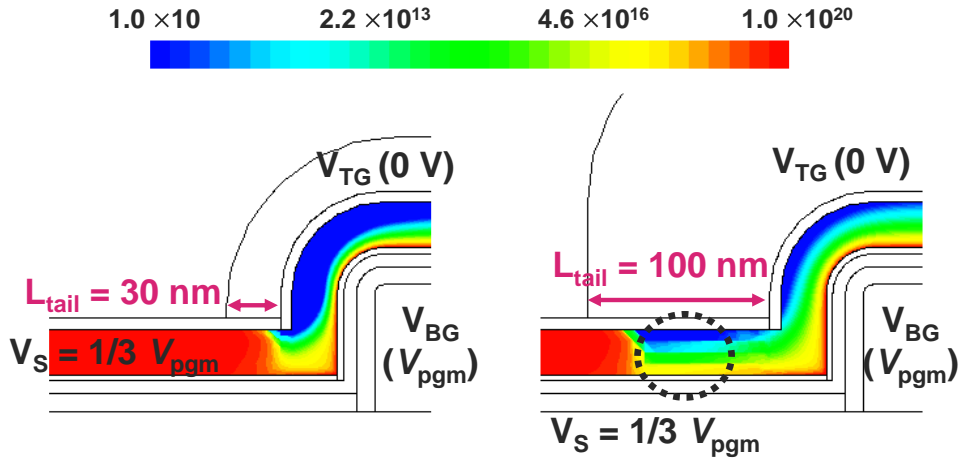 1.0 ×10 2.2 ×10¹³ 4.6 ×10¹⁶ 1.0 ×10²⁰
V_TG (0 V)
L_tail = 30 nm
V_S = 1/3 V_pgm
V_BG
(V_pgm)
V_TG (0 V)
L_tail = 100 nm
V_BG
(V_pgm)
V_S = 1/3 V_pgm